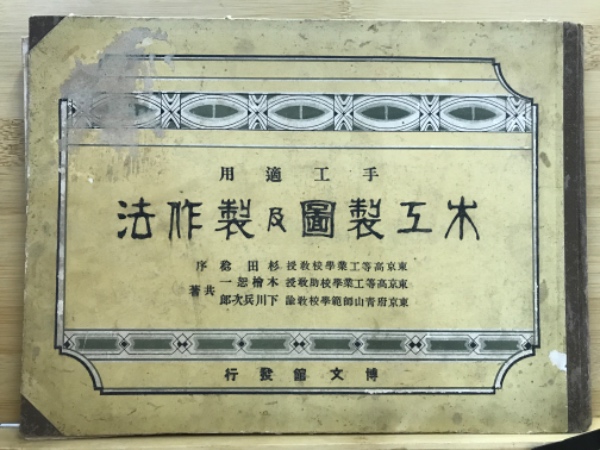 手工適用
木工製圖及製作法
東京高等工業學校教授 杉田稔 序
東京高等工業學校助教授 木檜恕一
東京府青山師範學校教諭 下川兵次郎
共著
博文館發行